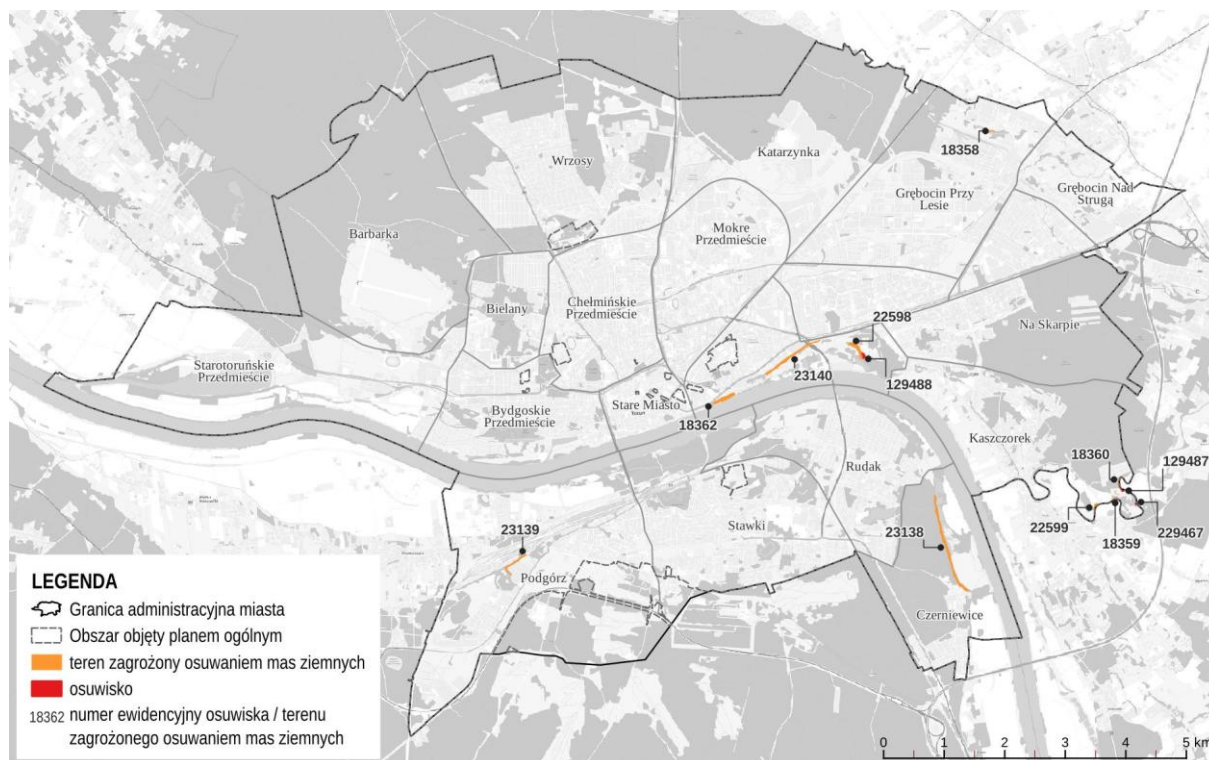 18358
Katarzynka
Wrzosy
Grębocin Przy
Lesie
Grębocin Nad
Strugą
Barbarka
Mokre
Przedmieście
Bielany
Chełmińskie
Przedmieście
22598
Na Skarpie
Starotoruńskie
Przedmieście
23140
129488
Bydgoskie
Przedmieście
Stare Miasto
18362
Kaszczorek
Rudak
18360
129487
22599
18359
229467
Stawki
23138
23139
Podgórz
Czerniewice
LEGENDA
Granica administracyjna miasta
Obszar objęty planem ogólnym
teren zagrożony osuwaniem mas ziemnych
osuwisko
18362 numer ewidencyjny osuwiska / terenu
zagrożonego osuwaniem mas ziemnych
0 1 2 3 4 5 km